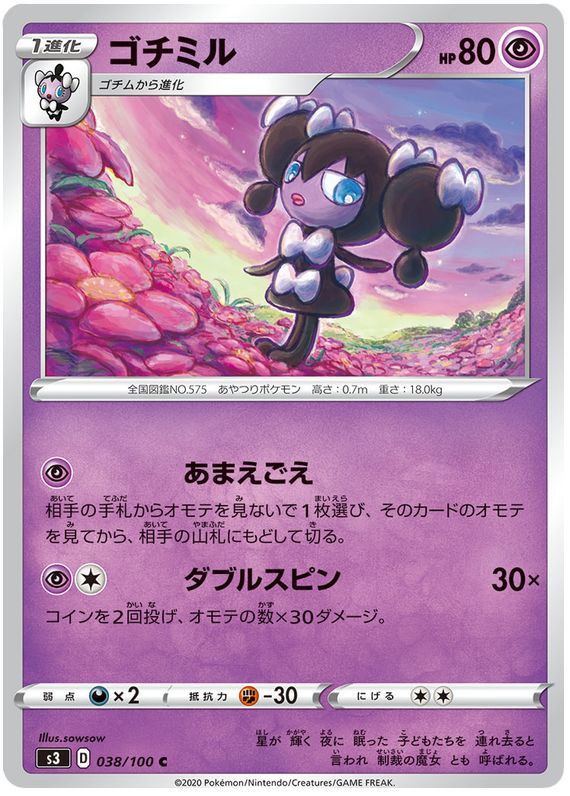 1進化
ゴチミル
HP80
ゴチムから進化
全国図鑑NO.575 あやつりポケモン 高さ:0.7m 重さ:18.0kg
あまえごえ
相手の手札からオモテを見ないで1枚選び、そのカードのオモテ
を見てから、相手の山札にもどして切る。
ダブルスピン 30×
コインを2回投げ、オモテの数×30ダメージ。
弱点 ×2 抵抗力 -30 にげる
Illus.sowsow
s3 D 038/100 C
星が 輝く 夜に 眠った 子どもたちを 連れ去ると
言われ 制裁の魔女 とも 呼ばれる。
©2020 Pokémon/Nintendo/Creatures/GAME FREAK.